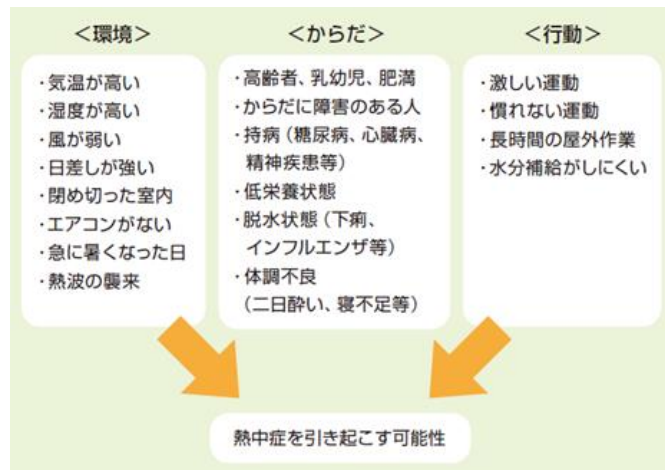 <環境>
・気温が高い
・湿度が高い
・風が弱い
・日差しが強い
・閉め切った室内
・エアコンがない
・急に暑くなった日
・熱波の襲来
<からだ>
・高齢者、乳幼児、肥満
・からだに障害のある人
・持病(糖尿病、心臓病、
精神疾患等)
・低栄養状態
・脱水状態(下痢、
インフルエンザ等)
・体調不良
(二日酔い、寝不足等)
<行動>
・激しい運動
・慣れない運動
・長時間の屋外作業
・水分補給がしにくい
熱中症を引き起こす可能性